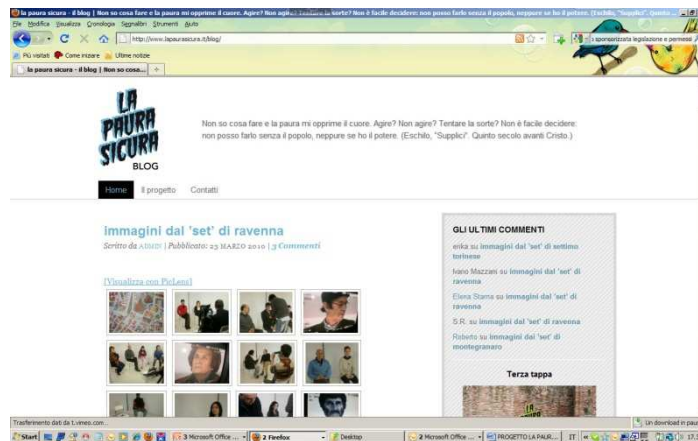 la paura sicura - il blog | Non so cosa fare e la paura mi opprime il cuore. Agire? Non agire? Tentare la sorte? Non è facile decidere: non posso farlo senza il popolo, neppure se ho il potere. (Eschilo, "Supplici". Quinto
File Modifica Visualizza Cronologia Segnalibri Strumenti Aiuto
http://www.lapaurasicura.it/blog/
sponsorizzata legislazione e permessi
Più visitati Come iniziare Ultime notizie
la paura sicura - il blog | Non so cosa...
LA
PAURA
SICURA
BLOG
Non so cosa fare e la paura mi opprime il cuore. Agire? Non agire? Tentare la sorte? Non è facile decidere:
non posso farlo senza il popolo, neppure se ho il potere. (Eschilo, "Supplici". Quinto secolo avanti Cristo.)
Home Il progetto Contatti
immagini dal 'set' di ravenna
Scritto da ADMIN | Pubblicato: 23 MARZO 2010 | 3 Commenti
[Visualizza con PicLens]
GLI ULTIMI COMMENTI
erika su immagini dal 'set' di settimo
torinese
Ivano Mazzani su immagini dal 'set' di
ravenna
Elena Starna su immagini dal 'set' di
ravenna
S.R. su immagini dal 'set' di ravenna
Roberto su immagini dal 'set' di
montegranaro
Terza tappa
LA
PAURA
Trasferimento dati da t.vimeo.com...
Un download in
Start
3 Microsoft Office ...
2 Firefox
Desktop
2 Microsoft Office ...
PROGETTO LA PAUR...
IT